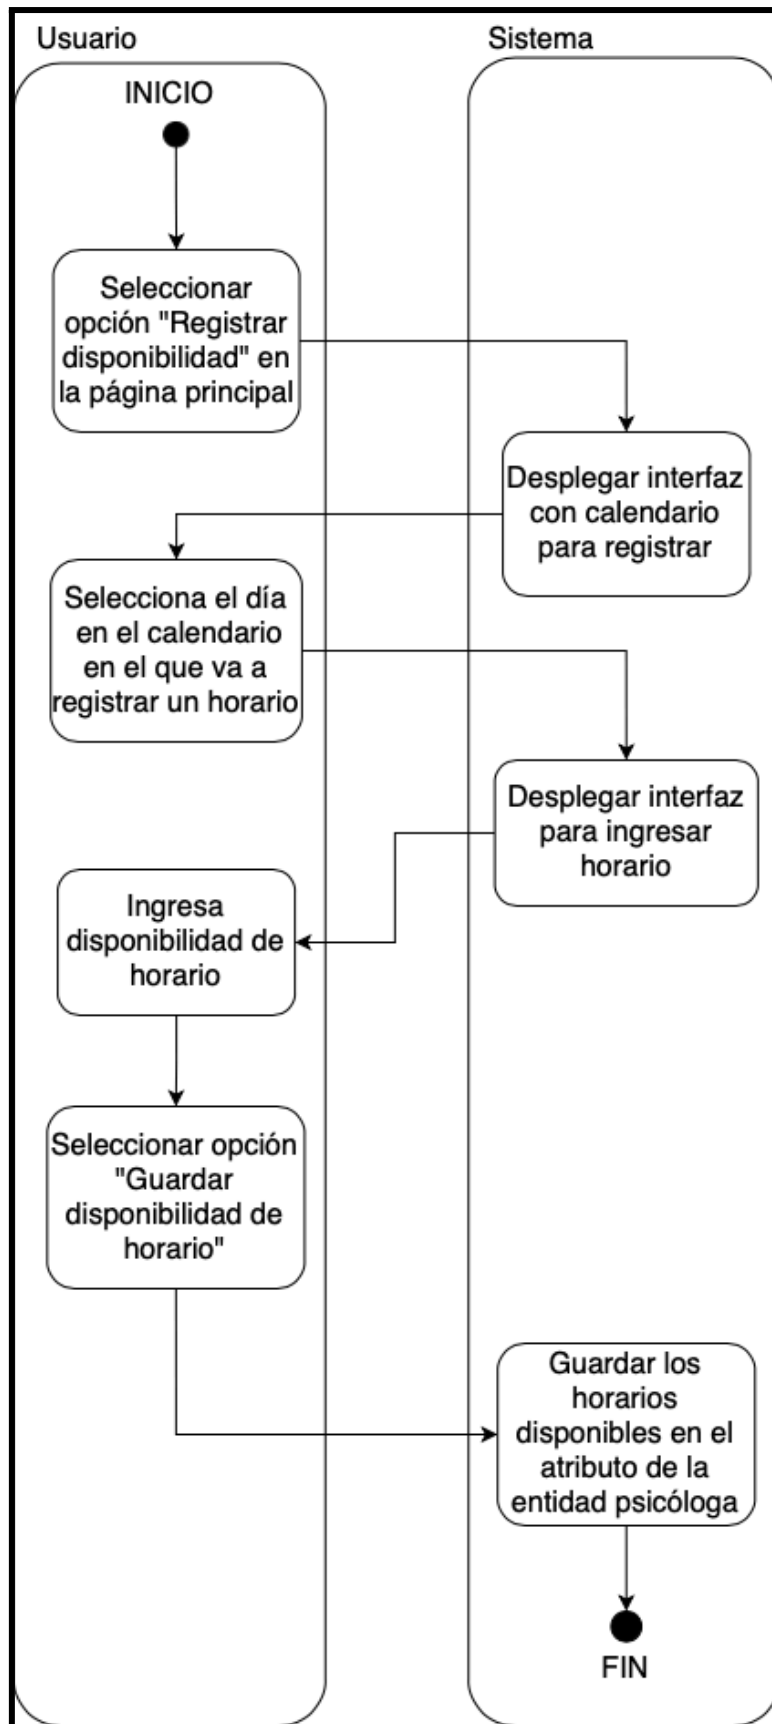 Usuario
Sistema
INICIO
Seleccionar
opción "Registrar
disponibilidad" en
la página principal
Desplegar interfaz
con calendario
para registrar
Selecciona el día
en el calendario
en el que va a
registrar un horario
Desplegar interfaz
para ingresar
horario
Ingresa
disponibilidad de
horario
Seleccionar opción
"Guardar
disponibilidad de
horario"
Guardar los
horarios
disponibles en el
atributo de la
entidad psicóloga
FIN